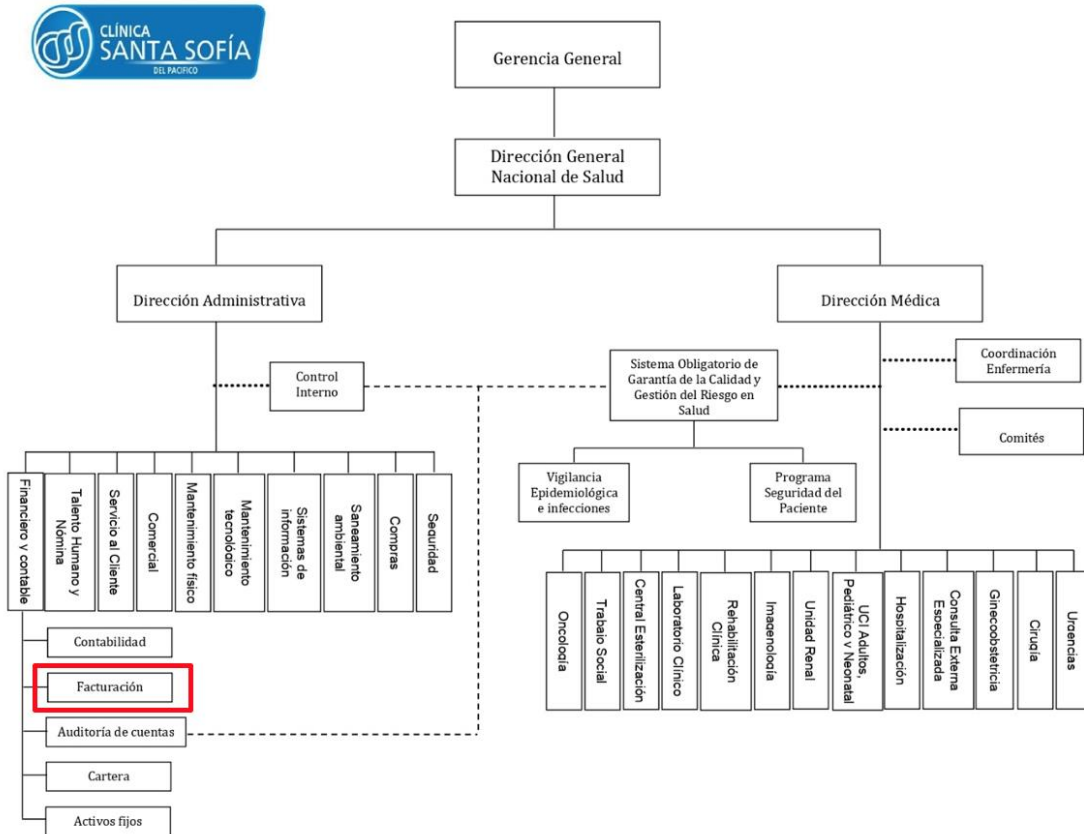 CLÍNICA
SANTA SOFÍA
DEL PACIFICO
Gerencia General
Dirección General
Nacional de Salud
Dirección Administrativa
Dirección Médica
Control
Interno
Sistema Obligatorio de
Garantía de la Calidad y
Gestión del Riesgo en
Salud
Coordinación
Enfermería
Comités
Vigilancia
Epidemiológica
e infecciones
Programa
Seguridad del
Paciente
Financiero y contable
Talento Humano y
Nómina
Servicio al Cliente
Comercial
Mantenimiento físico
Mantenimiento
tecnológico
Sistemas de
información
Saneamiento
ambiental
Compras
Seguridad
Contabilidad
Facturación
Auditoría de cuentas
Cartera
Activos fijos
Oncología
Trabajo Social
Central Esterilización
Laboratorio Clínico
Rehabilitación
Clínica
Imagenología
Unidad Renal
UCI Adultos,
Pediátrico y Neonatal
Hospitalización
Consulta Externa
Especializada
Ginecoobstetricia
Cirugía
Urgencias